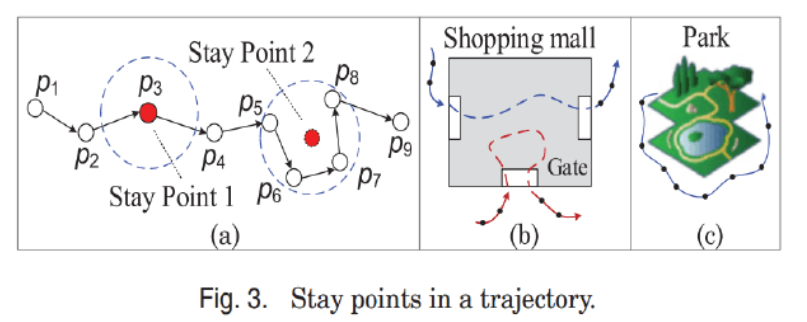 Stay Point 2
Shopping mall
Park
p1
p2
p3
p4
p5
p6
p7
p8
p9
Stay Point 1
Gate
(a)
(b)
(c)
Fig. 3. Stay points in a trajectory.